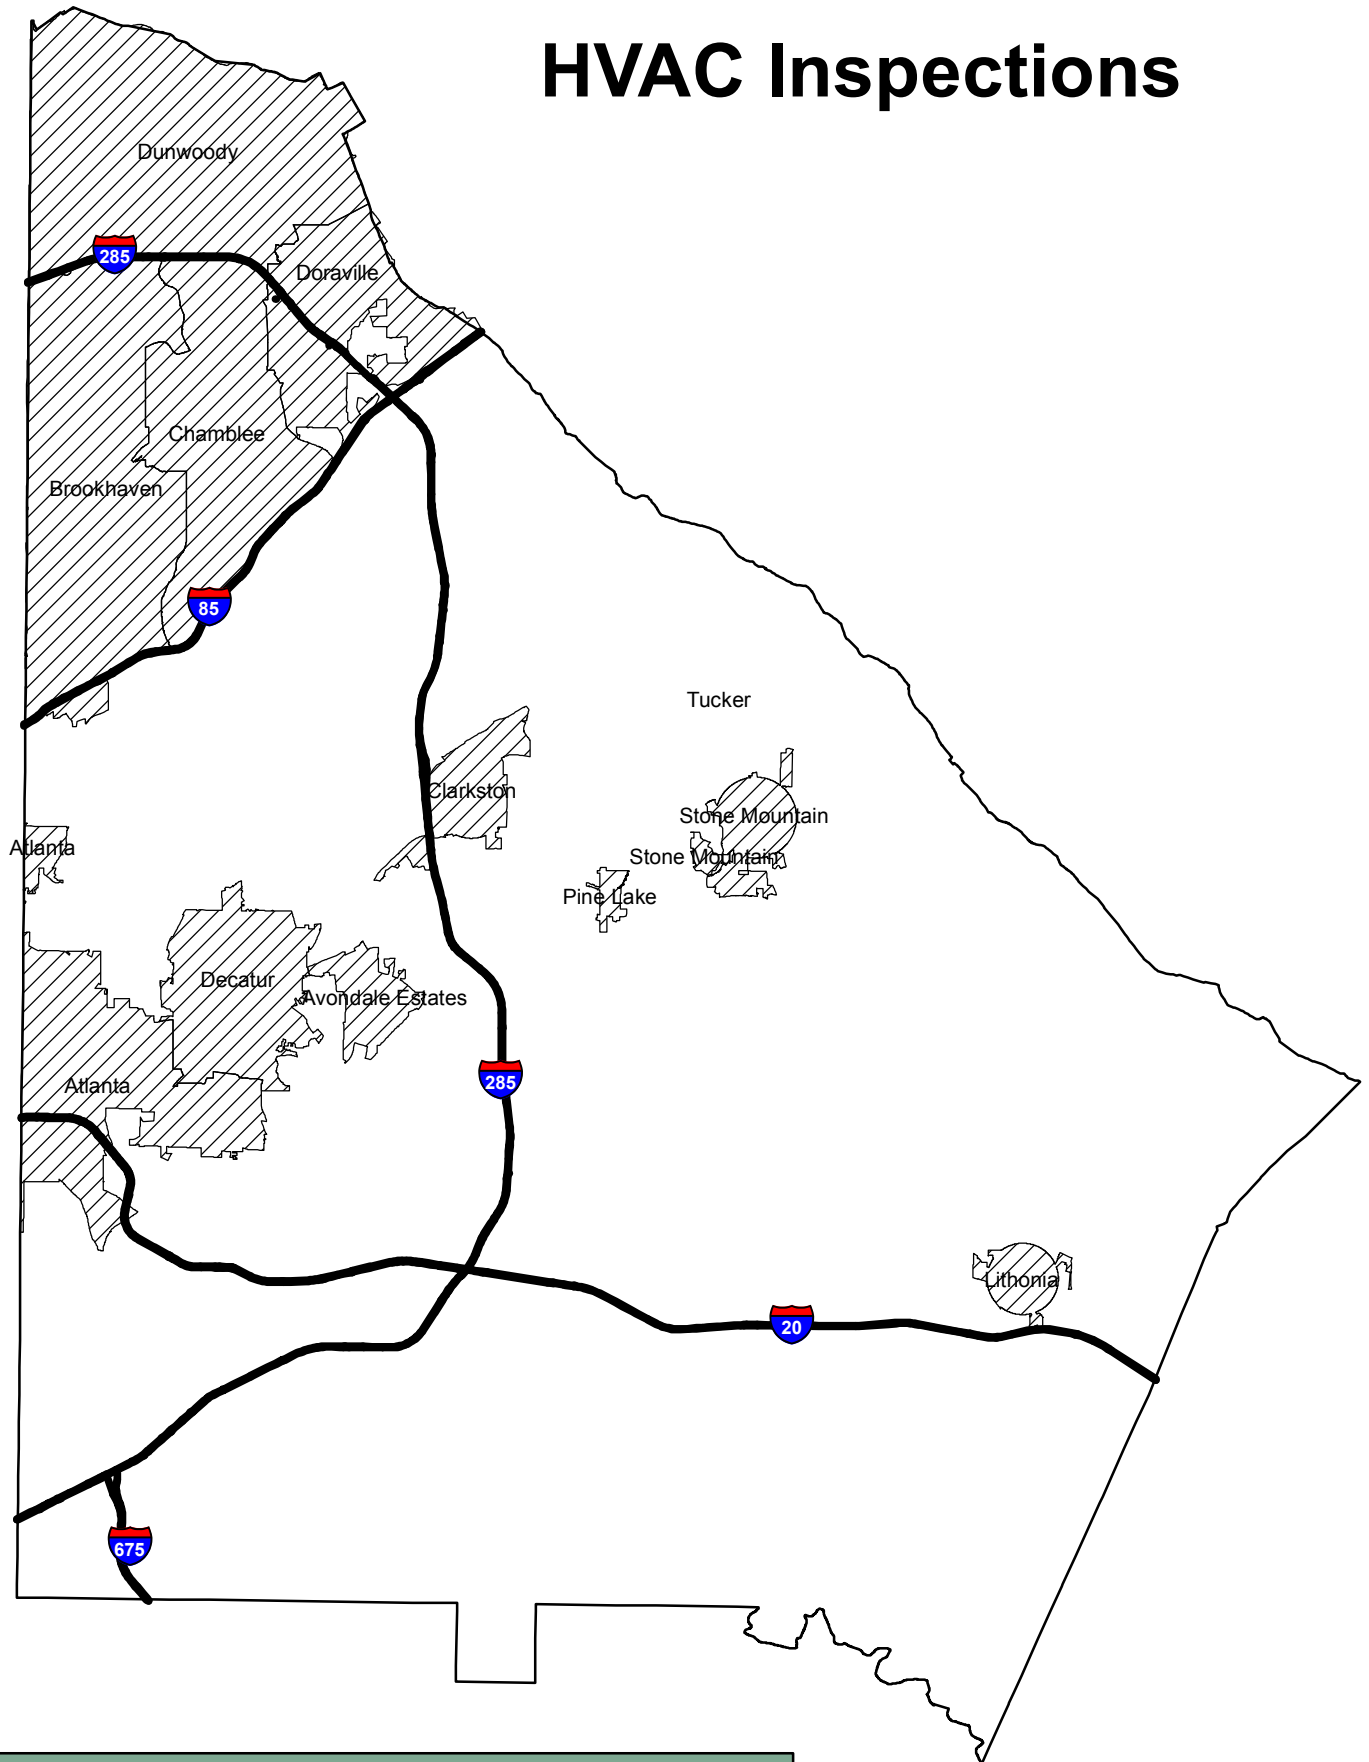 HVAC Inspections
Dunwoody
285
Doraville
Chamblee
Brookhaven
85
Tucker
Clarkston
Stone Mountain
Atlanta
Stone Mountain
Pine Lake
Decatur
Avondale Estates
285
Atlanta
Lithonia
20
675